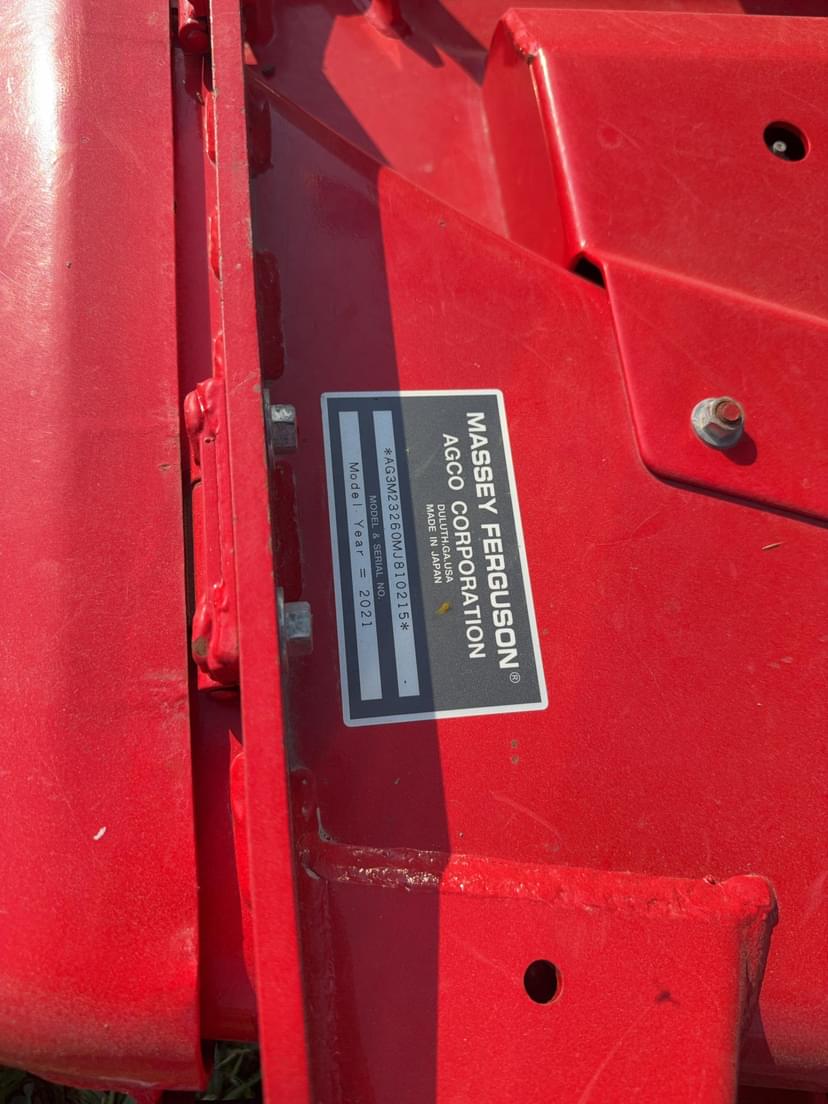 MASSEY FERGUSON®
AGCO CORPORATION
DULUTH,GA.USA
MADE IN JAPAN
*AG3M23260MJ810215*
MODEL & SERIAL NO.
Model Year = 2021